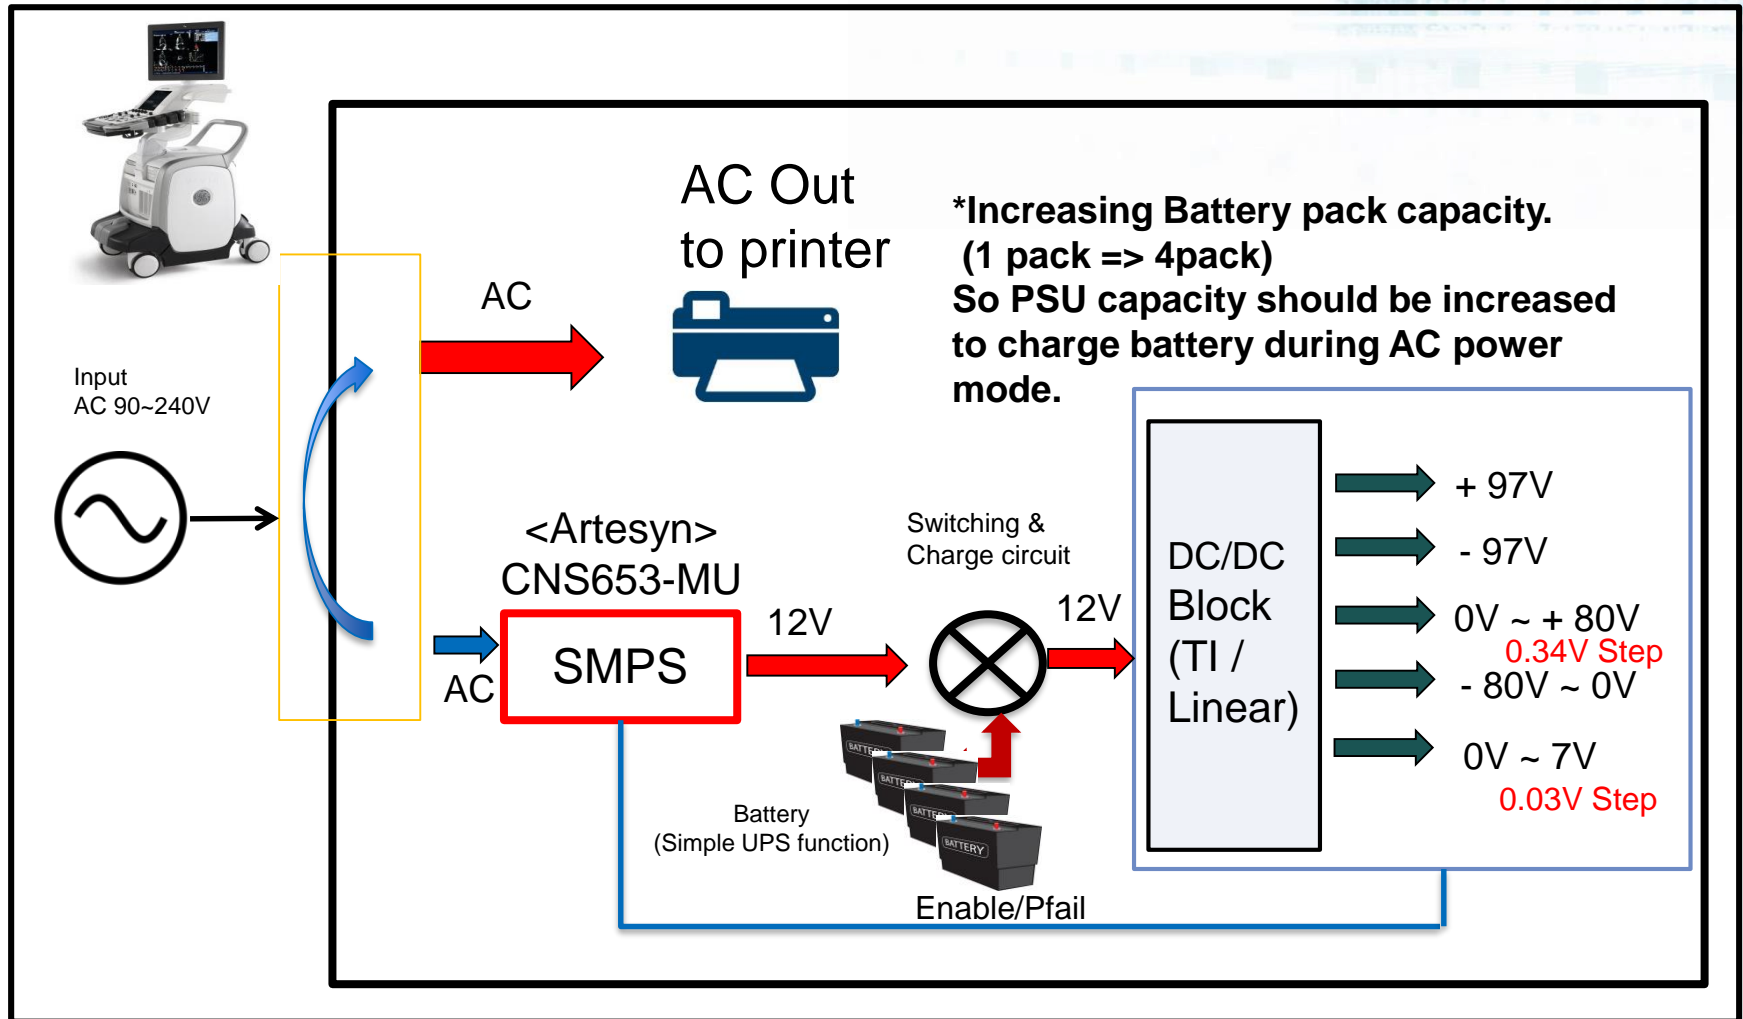 AC Out
to printer
*Increasing Battery pack capacity.
(1 pack => 4pack)
So PSU capacity should be increased
to charge battery during AC power
mode.
AC
Input
AC 90~240V
<Artesyn>
CNS653-MU
SMPS
AC
12V
Switching &
Charge circuit
12V
DC/DC
Block
(TI /
Linear)
+ 97V
- 97V
0V ~ + 80V
0.34V Step
- 80V ~ 0V
0V ~ 7V
0.03V Step
BATTERY
BATTERY
BATTERY
BATTERY
Battery
(Simple UPS function)
Enable/Pfail